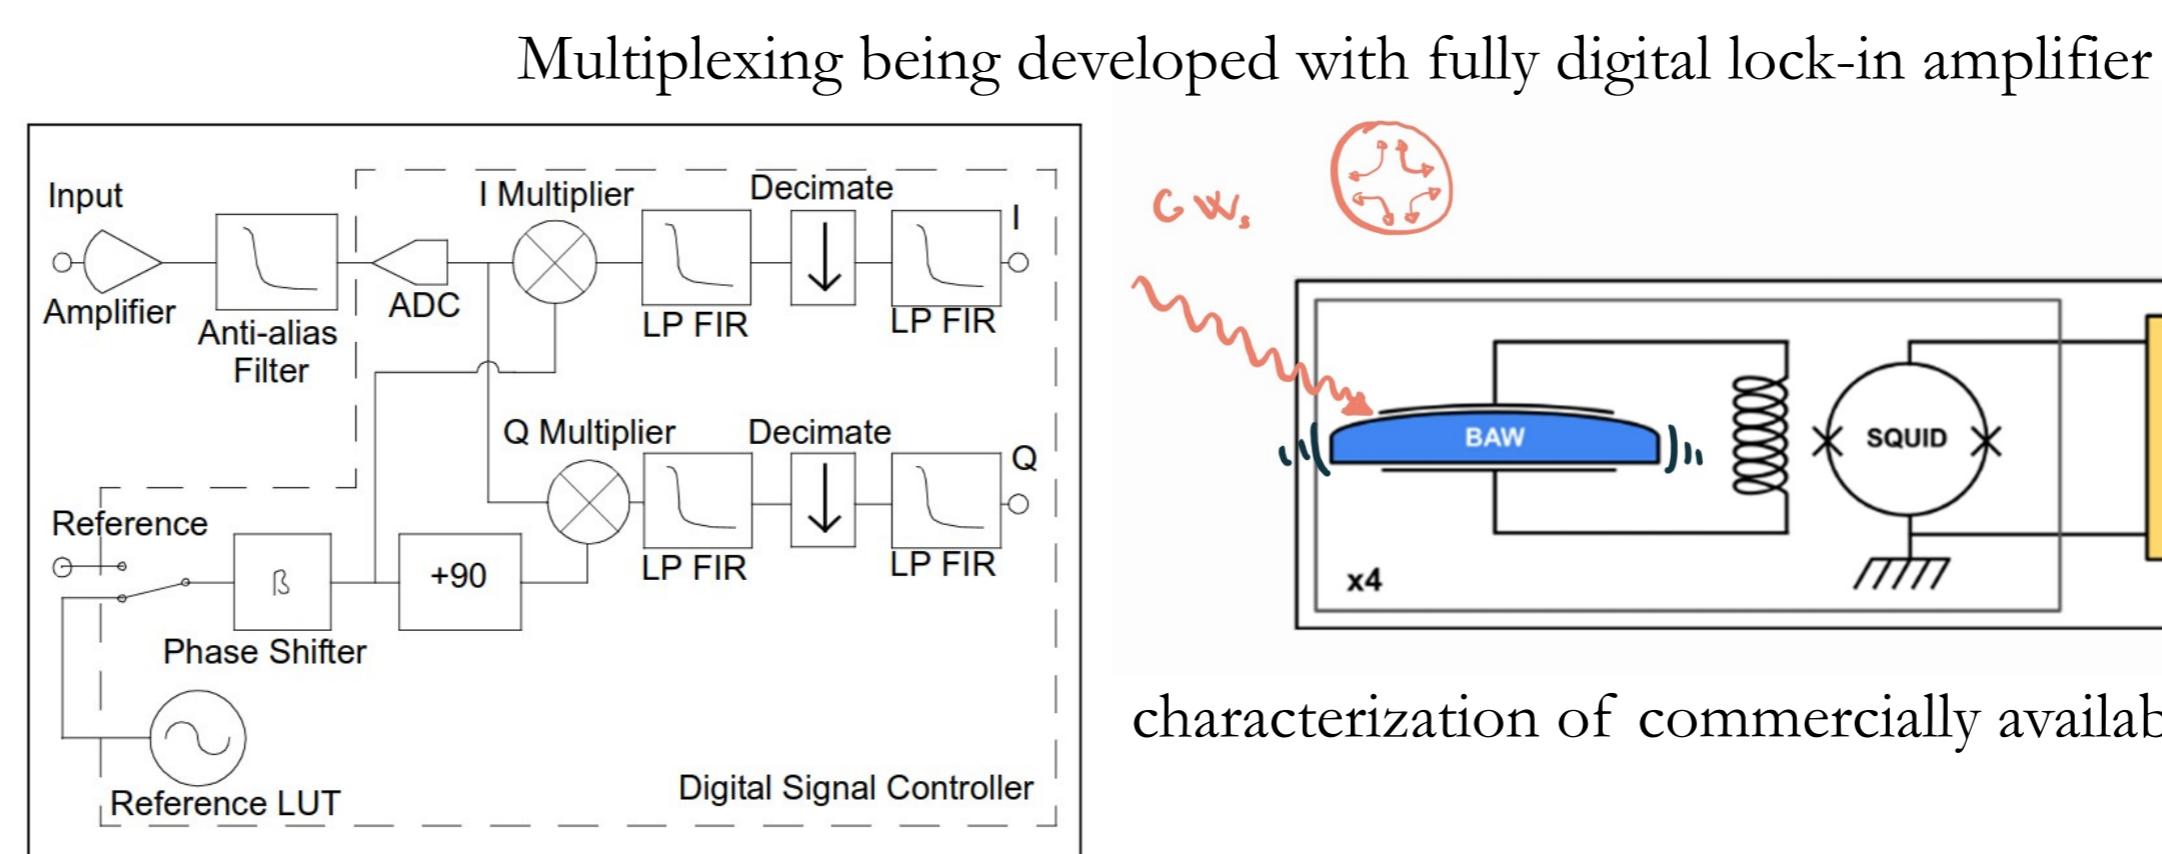 Multiplexing being developed with fully digital lock-in amplifier
Input
Amplifier
Anti-alias
Filter
ADC
I Multiplier
LP FIR
Decimate
LP FIR
I
Q Multiplier
LP FIR
Decimate
LP FIR
Q
Reference
ß
Phase Shifter
+90
Reference LUT
Digital Signal Controller
GWs
BAW
SQUID
x4
characterization of commercially